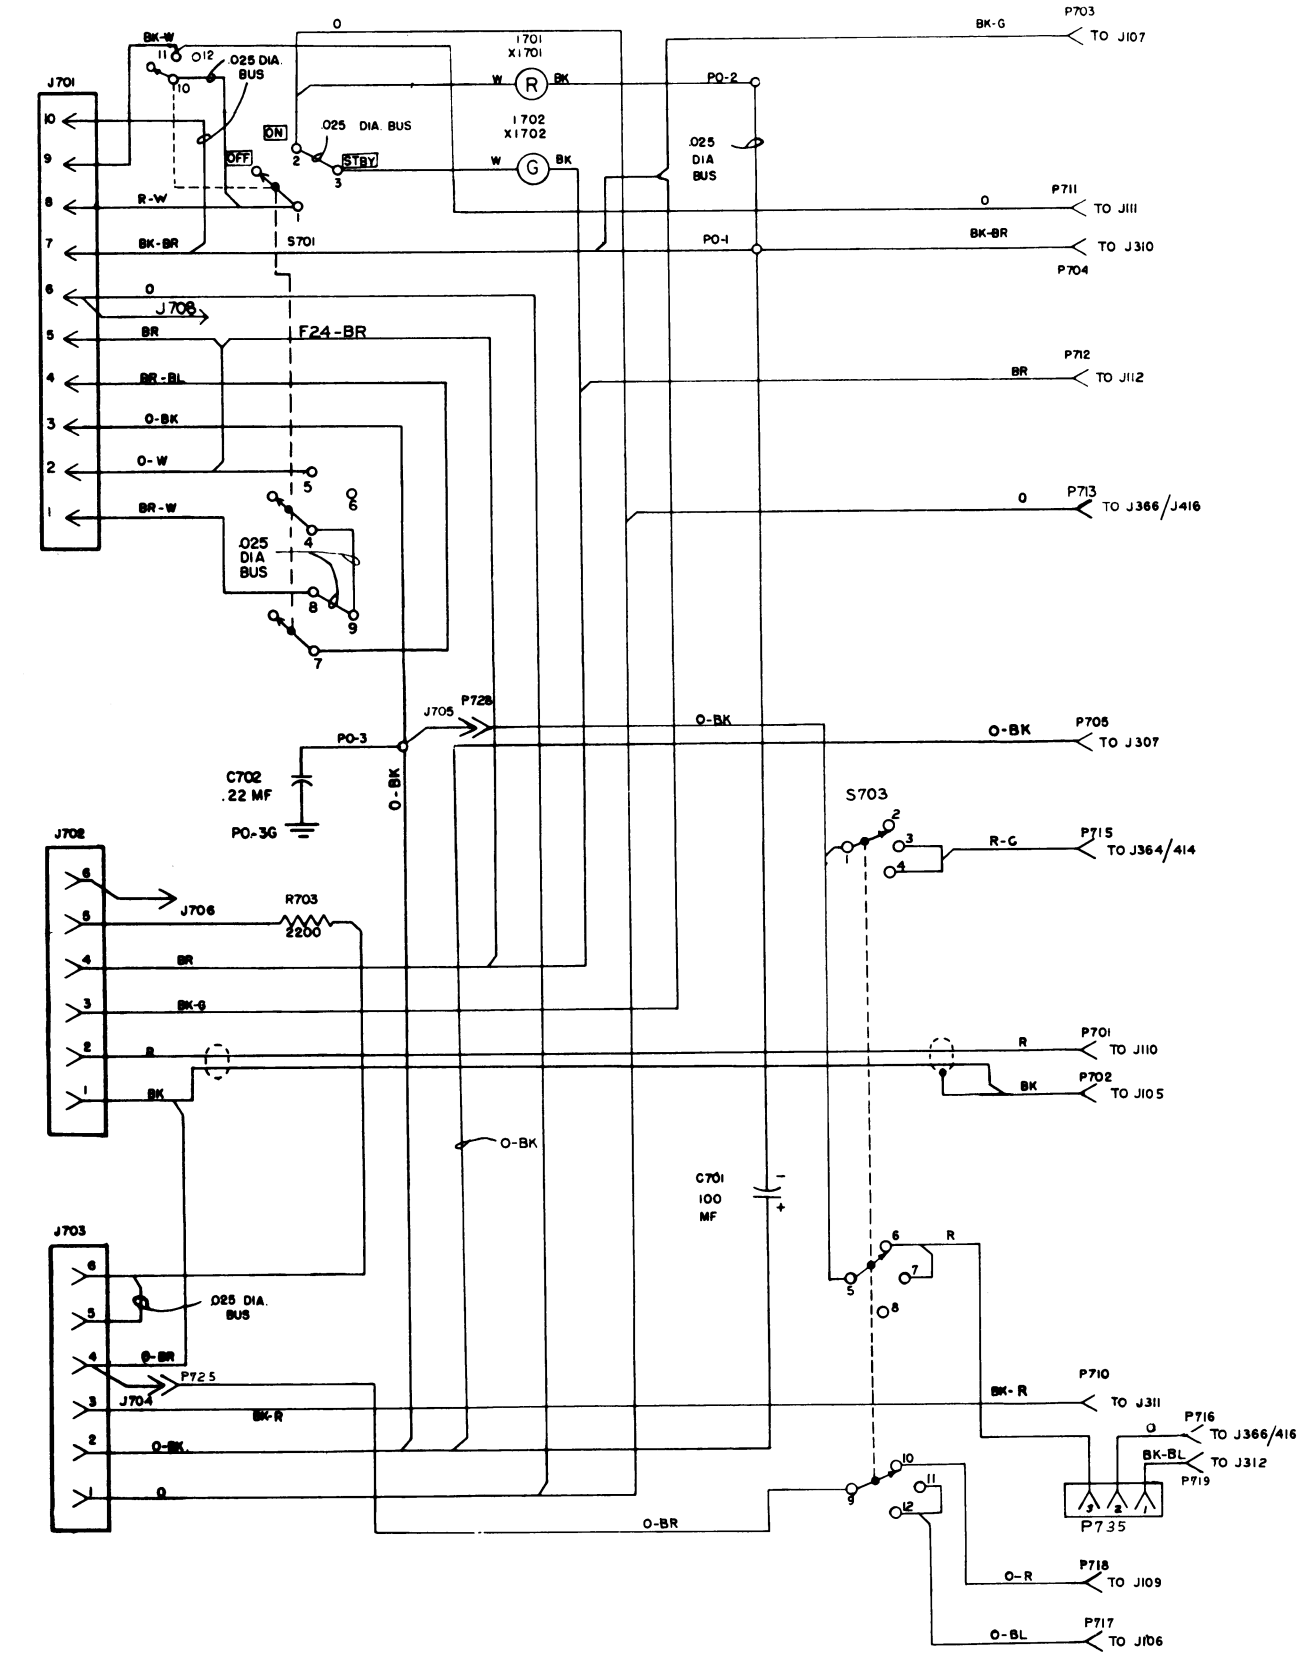 O
BK-G
P703
TO J107
BK-W
11
12
10
.025 DIA.
BUS
1701
X1701
W
R
BK
PO-2
J701
10
9
8
7
6
5
4
3
2
1
ON
2
.025 DIA. BUS
STBY
3
OFF
1702
X1702
W
G
BK
.025
DIA
BUS
R-W
1
S701
O
P711
TO J111
BK-BR
PO-1
BK-BR
TO J310
P704
O
J708
BR
F24-BR
BR-BL
P712
BR
TO J112
O-BK
O-W
5
6
BR-W
4
.025
DIA
BUS
8
9
7
O
P713
TO J366/J416
J705
P728
O-BK
PO-3
C702
.22 MF
PO-3G
O-BK
O-BK
P705
TO J307
S703
2
3
1
4
R-G
P715
TO J364/414
J702
6
5
4
3
2
1
J706
R703
2200
BR
BK-G
R
BK
R
P701
TO J110
BK
P702
TO J105
O-BK
C701
100
MF
-
+
J703
6
5
4
3
2
1
.025 DIA.
BUS
O-BR
P725
J704
BK-R
O-BK
O
6
R
5
7
8
BK-R
P710
TO J311
P716
O
TO J366/416
BK-BL
TO J312
P719
3
2
1
P735
10
9
11
12
O-BR
P718
O-R
TO J109
P717
O-BL
TO J106